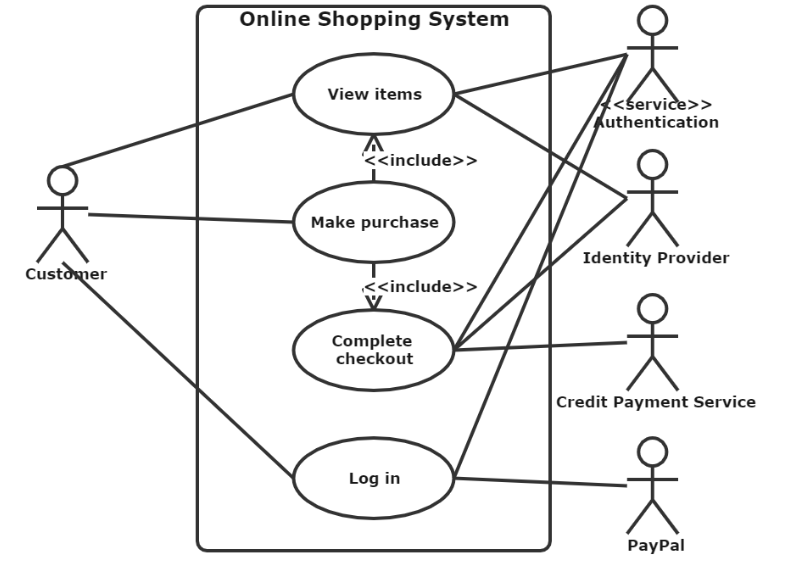 Online Shopping System
View items
<<service>>
Authentication
<<include>>
Make purchase
Customer
Identity Provider
<<include>>
Complete
checkout
Credit Payment Service
Log in
PayPal